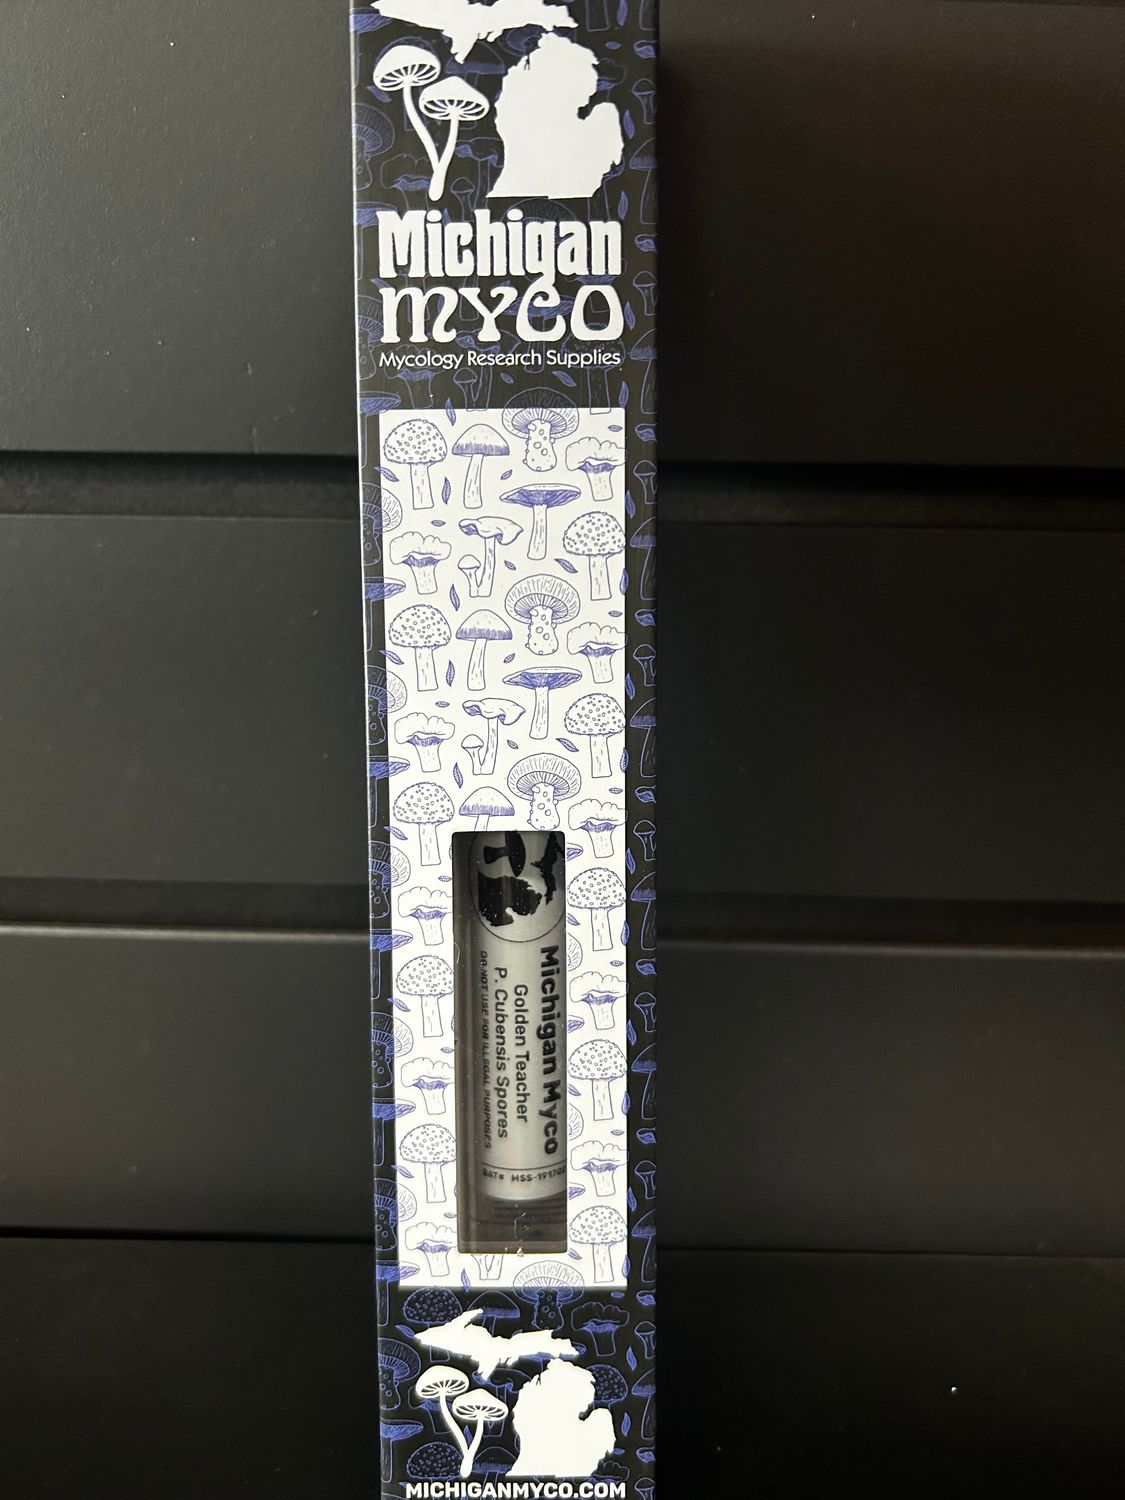 Michigan
MYCO
Mycology Research Supplies
Michigan Myco
Golden Teacher
P. Cubensis Spores
DO NOT USE FOR ILLEGAL PURPOSES
MICHIGANMYCO.COM